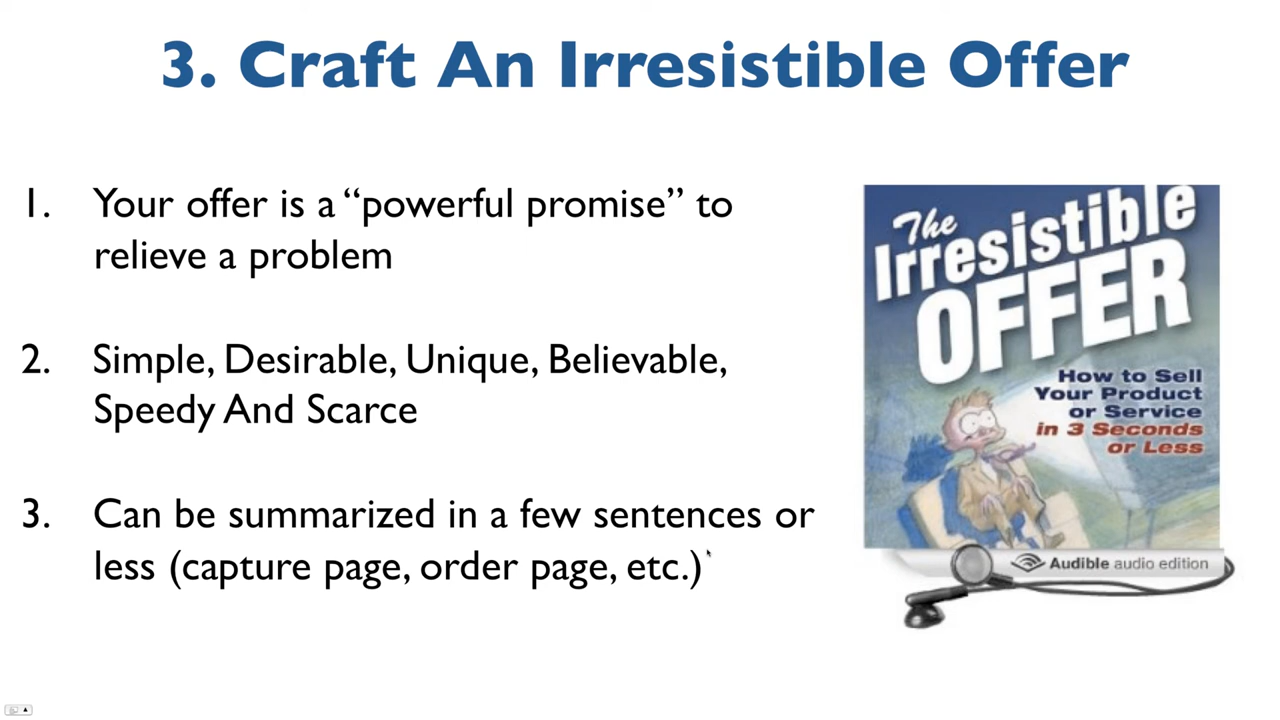 3. Craft An Irresistible Offer
1. Your offer is a “powerful promise” to
relieve a problem
2. Simple, Desirable, Unique, Believable,
Speedy And Scarce
3. Can be summarized in a few sentences or
less (capture page, order page, etc.)
The
Irresistible
OFFER
How to Sell
Your Product
or Service
in 3 Seconds
or Less
Audible audio edition